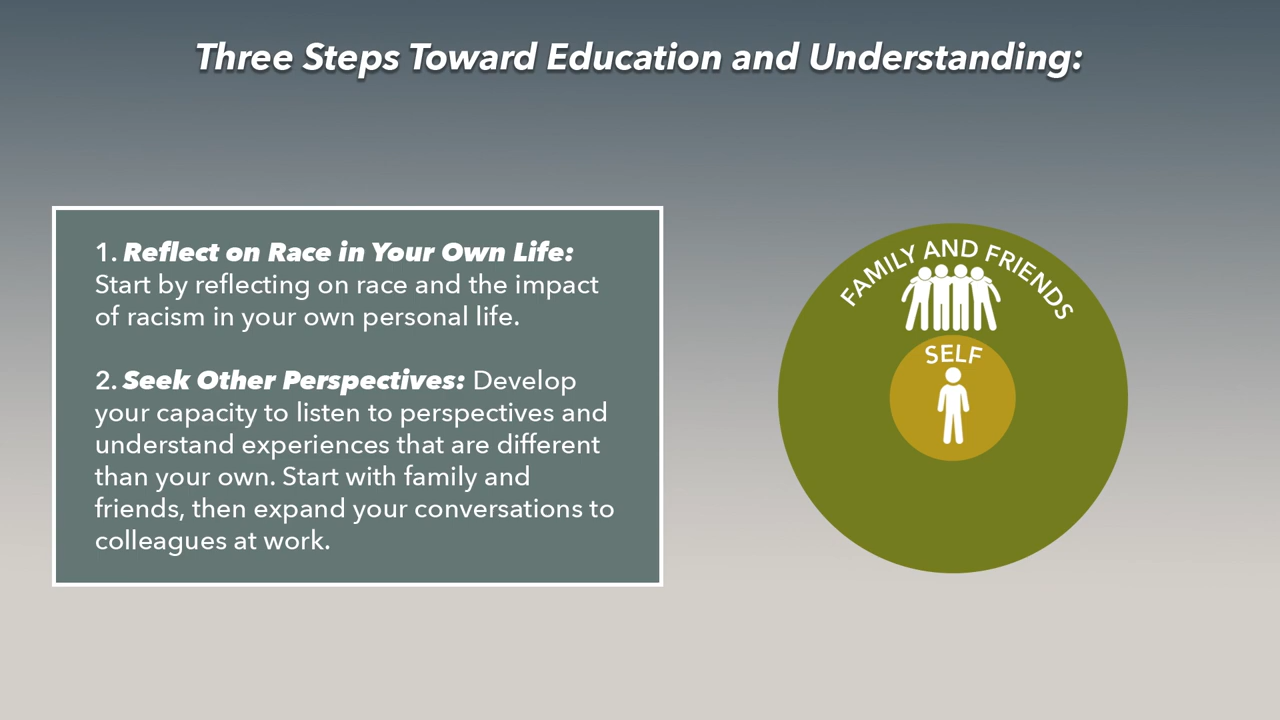 Three Steps Toward Education and Understanding:
1. Reflect on Race in Your Own Life:
Start by reflecting on race and the impact
of racism in your own personal life.
2. Seek Other Perspectives: Develop
your capacity to listen to perspectives and
understand experiences that are different
than your own. Start with family and
friends, then expand your conversations to
colleagues at work.
FAMILY AND FRIENDS
SELF